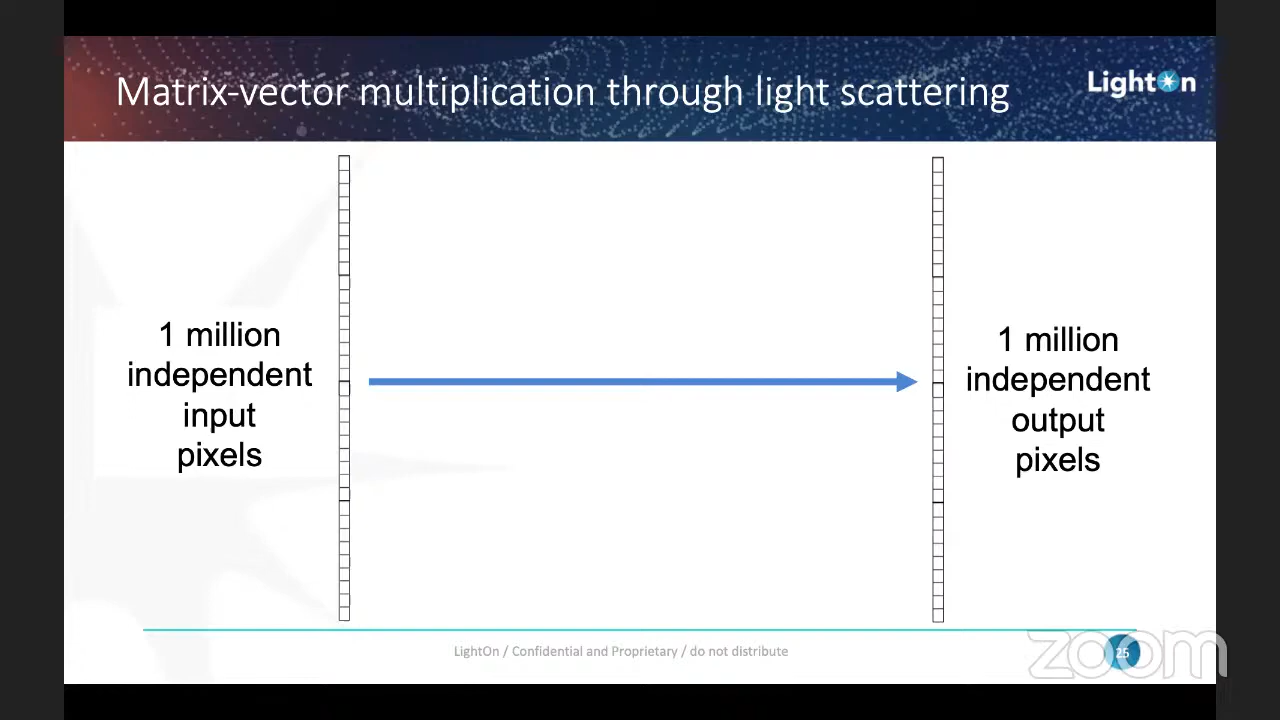 Matrix-vector multiplication through light scattering
LightOn
1 million
independent
input
pixels
1 million
independent
output
pixels
LightOn / Confidential and Proprietary / do not distribute
25
zoom